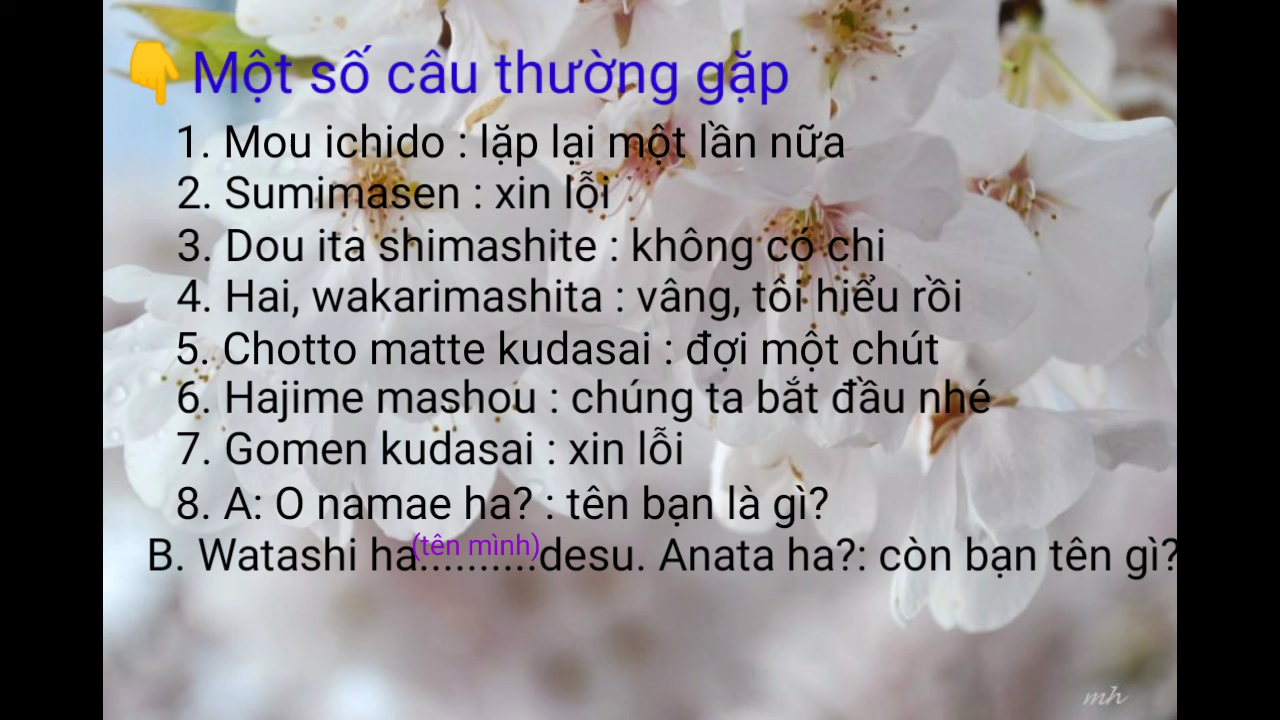 👇Một số câu thường gặp
1. Mou ichido : lặp lại một lần nữa
2. Sumimasen : xin lỗi
3. Dou ita shimashite : không có chi
4. Hai, wakarimashita : vâng, tôi hiểu rồi
5. Chotto matte kudasai : đợi một chút
6. Hajime mashou : chúng ta bắt đầu nhé
7. Gomen kudasai : xin lỗi
8. A: O namae ha? : tên bạn là gì?
(tên mình)
B. Watashi ha..........desu. Anata ha?: còn bạn tên gì?
mh